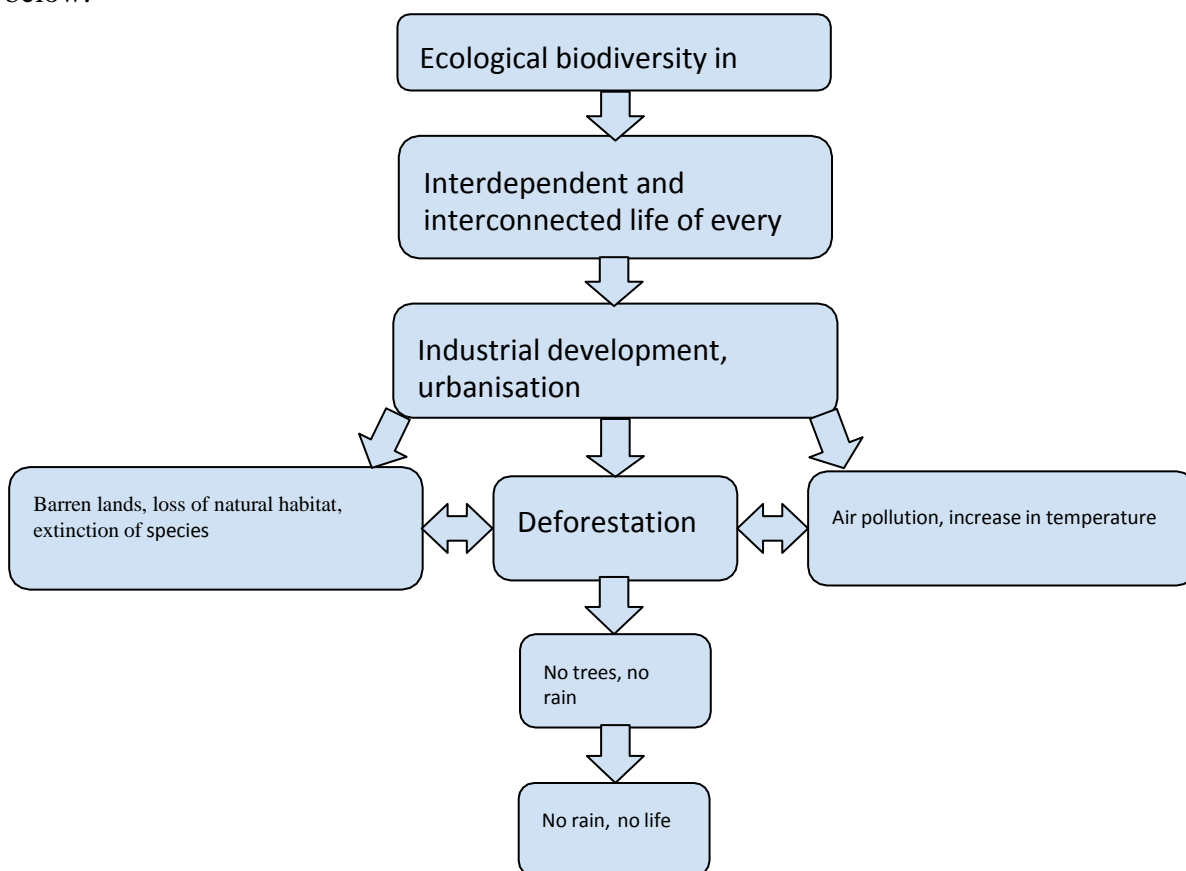 below.
Ecological biodiversity in
Interdependent and
interconnected life of every
Industrial development,
urbanisation
Barren lands, loss of natural habitat,
extinction of species
Deforestation
Air pollution, increase in temperature
No trees, no
rain
No rain, no life